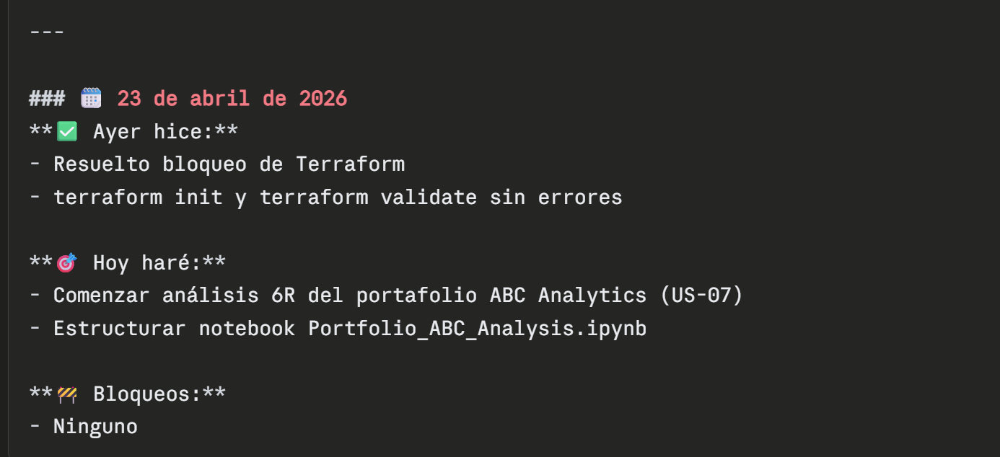 ---
### 📅 23 de abril de 2026
**✅ Ayer hice:**
- Resuelto bloqueo de Terraform
- terraform init y terraform validate sin errores
**🎯 Hoy haré:**
- Comenzar análisis 6R del portafolio ABC Analytics (US-07)
- Estructurar notebook Portfolio_ABC_Analysis.ipynb
**🚧 Bloqueos:**
- Ninguno